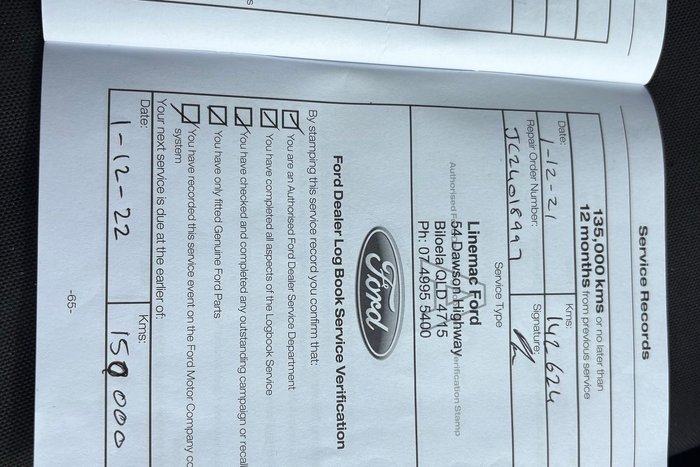 Service Records
135,000 kms or no later than
12 months from previous service
Date: 1-12-21
Kms: 142624
Repair Order Number:
Signature:
Service Type
Linemac Ford
54 Dawson Highway
Biloela QLD 4715
Ph: 07 4995 5400
Ford
Ford Dealer Log Book Service Verification
By stamping this service record you confirm that:
You are an Authorised Ford Dealer Service Department
You have completed all aspects of the Logbook Service
You have checked and completed any outstanding campaign or recall
You have only fitted Genuine Ford Parts
You have recorded this service event on the Ford Motor Company
system
Your next service is due at the earlier of:
Date: 1-12-22
Kms: 150000
-65-